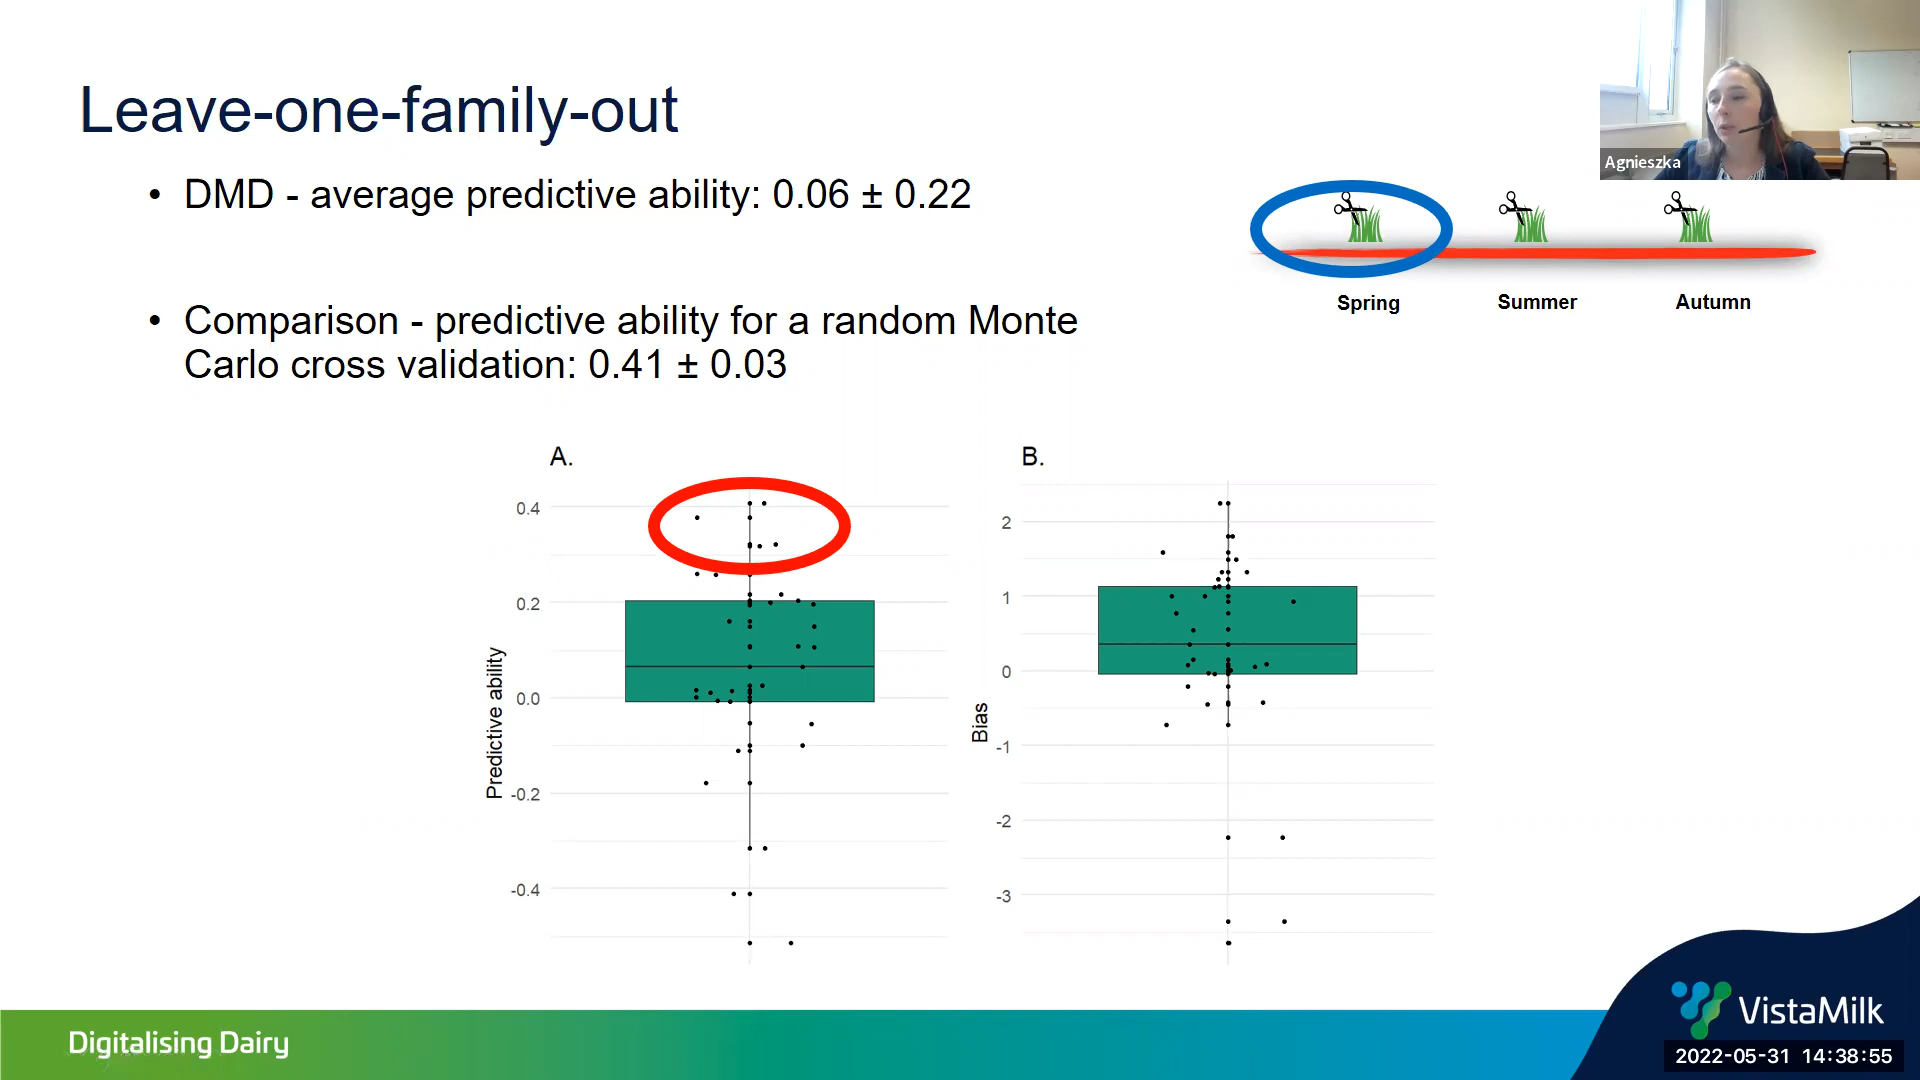 Leave-one-family-out
• DMD - average predictive ability: 0.06 ± 0.22
• Comparison - predictive ability for a random Monte
Carlo cross validation: 0.41 ± 0.03
Agnieszka
Spring Summer Autumn
A.
0.4
0.2
0.0
-0.2
-0.4
Predictive ability
B.
2
1
0
-1
-2
-3
Bias
Digitalising Dairy
VistaMilk
2022-05-31 14:38:55